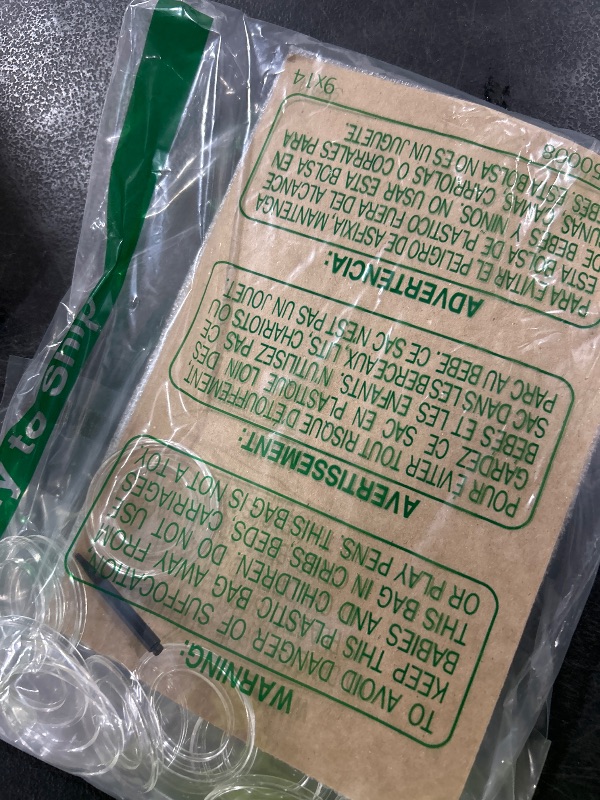 WARNING.
TO AVOID DANGER OF SUFFOCATION,
KEEP THIS PLASTIC BAG AWAY FROM
BABIES AND CHILDREN. DO NOT USE
THIS BAG IN CRIBS. BEDS. CARRIAGES
OR PLAY PENS. THIS BAG IS NOT A TOY
AVERTISSEMENT:
POUR EVITER TOUT RISQUE D'ETOUFFEMENT,
GARDEZ CE SAC EN PLASTIQUE LOIN DES
BEBES ET LES ENFANTS. N'UTILISEZ PAS CE
SAC DANS LES BERCEAUX, LITS, CHARIOTS OU
PARC AU BEBE. CE SAC N'EST PAS UN JOUET.
ADVERTENCIA:
PARA EVITAR EL PELIGRO DE ASFIXIA, MANTENGA
ESTA BOLSA DE PLASTICO FUERA DEL ALCANCE
DE BEBES Y NINOS. NO USAR ESTA BOLSA EN
UNAS, CAMAS, CARRIOLAS O CORRALES PARA
BEBES. ESTA BOLSA NO ES UN JUGUETE
9x14
y to Ship